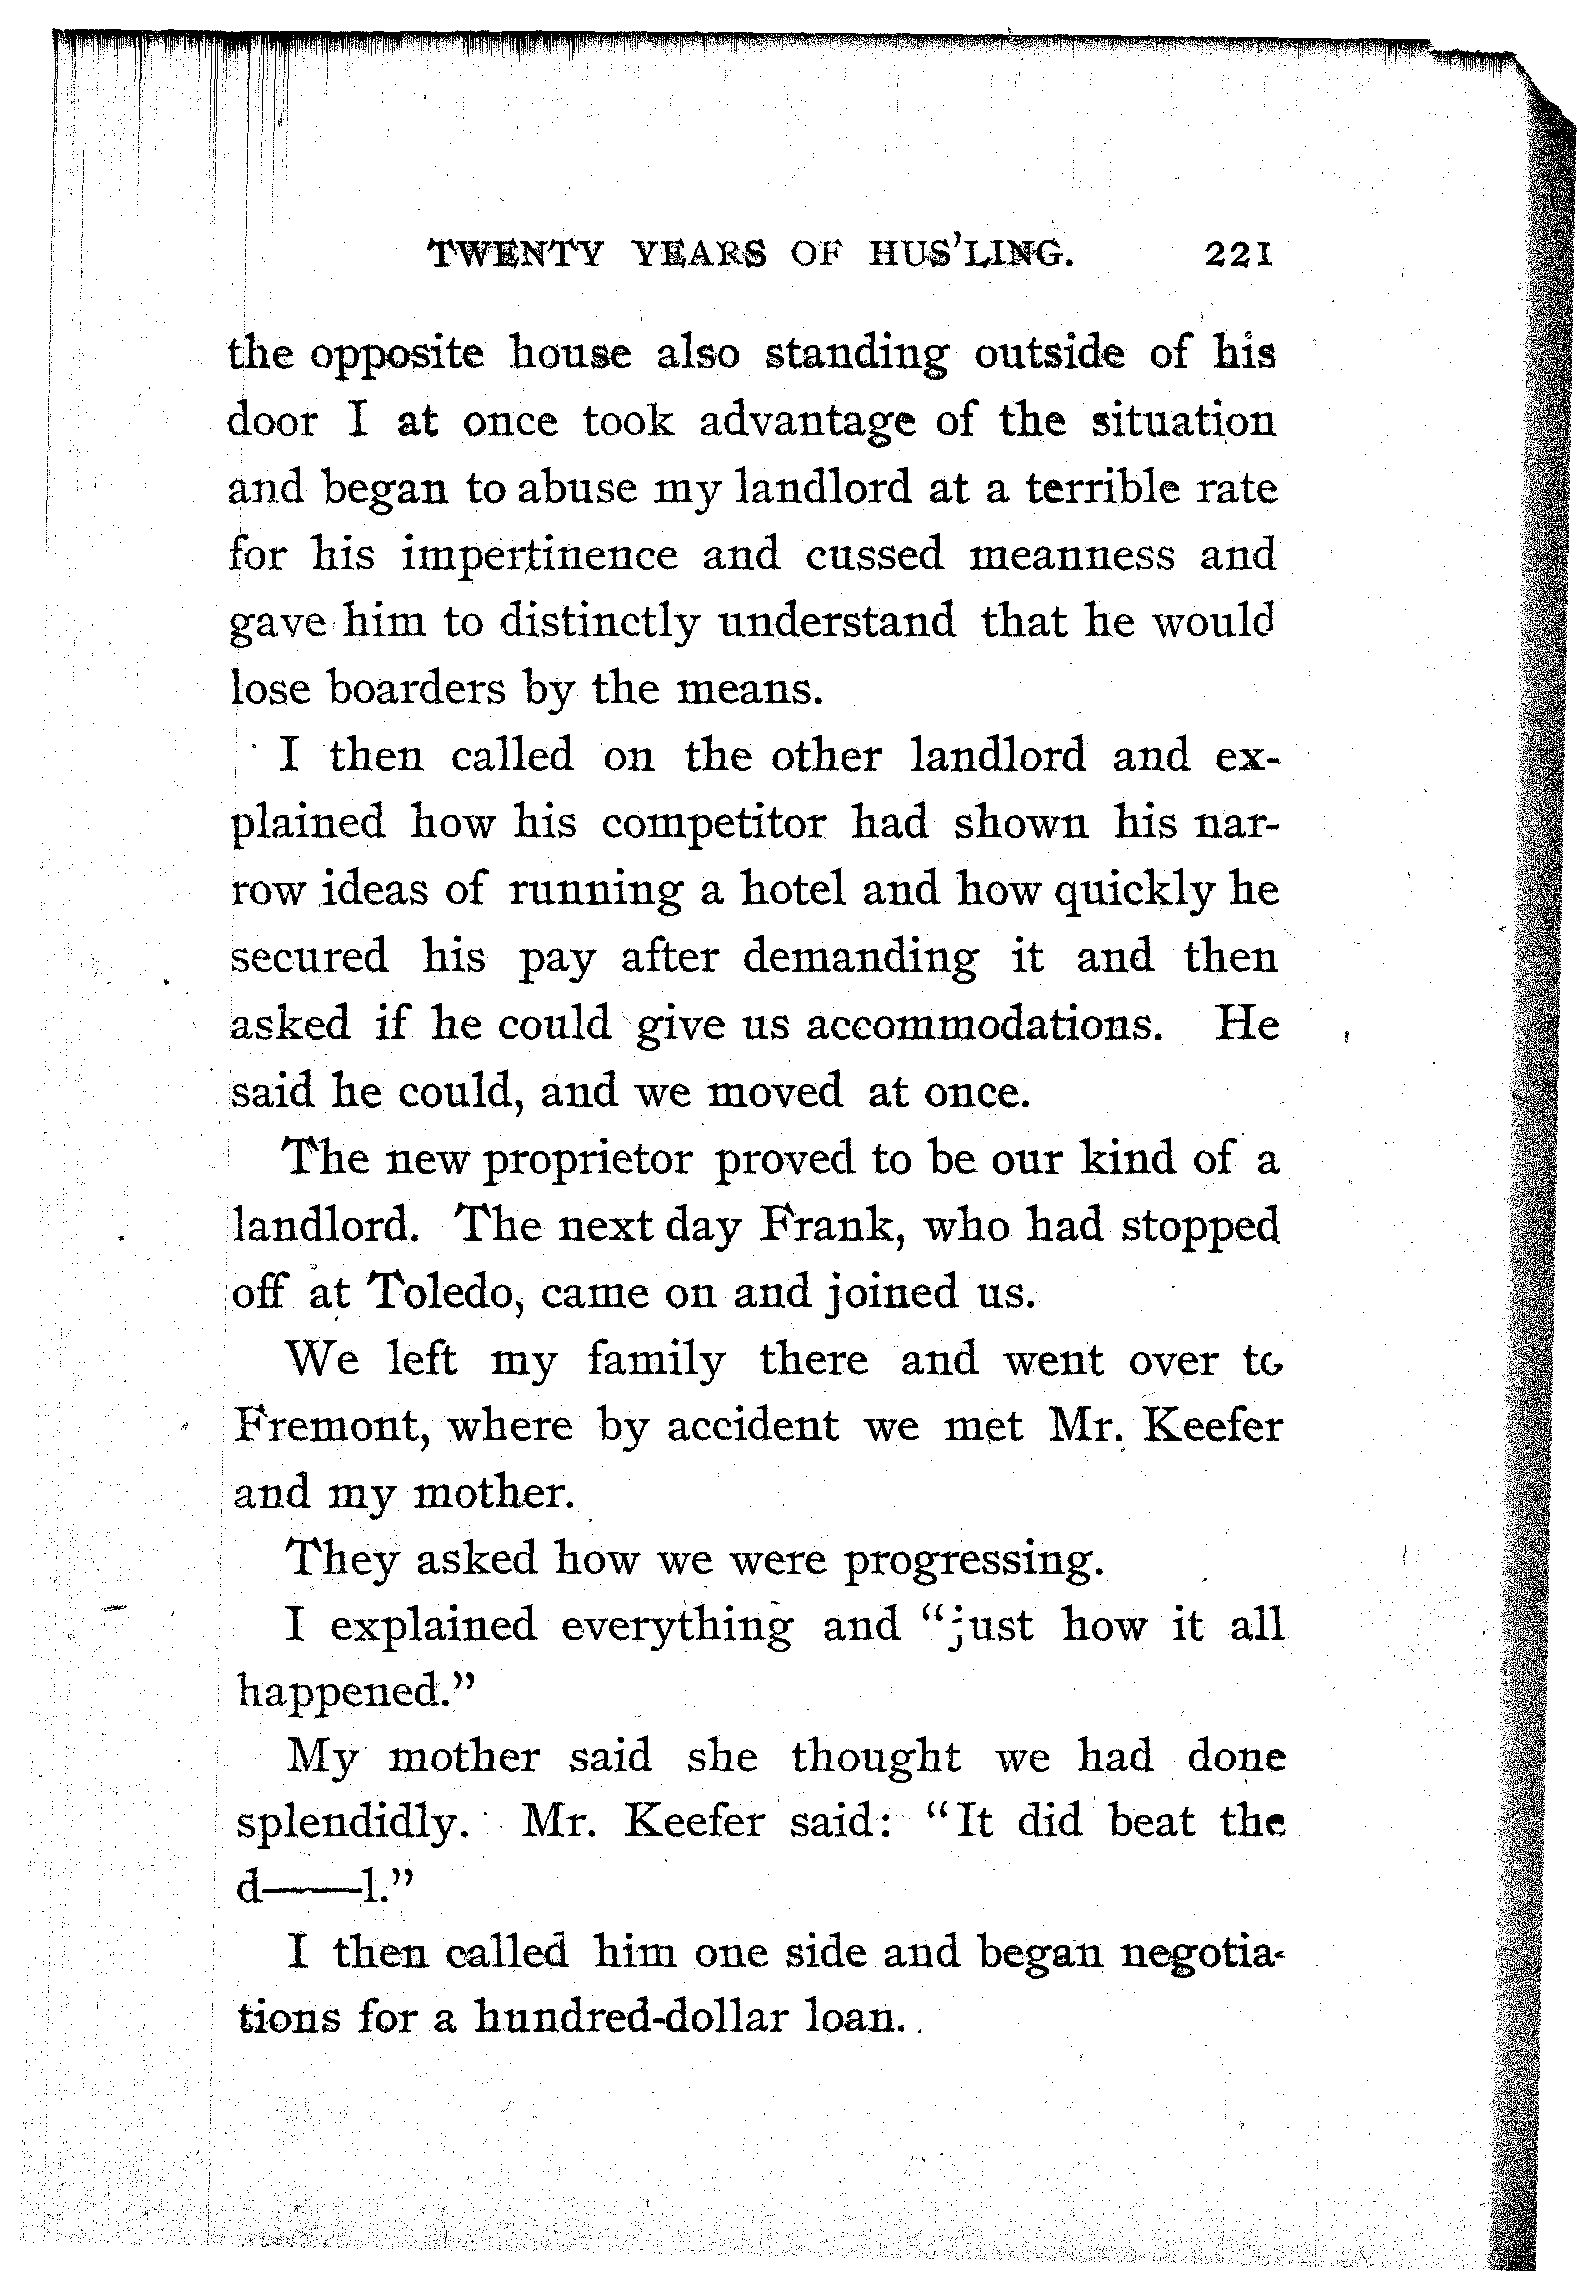 TWENTY YEARS OF HUS'LING. 221
the opposite house also standing outside of his
door I at once took advantage of the situation
and began to abuse my landlord at a terrible rate
for his impertinence and cussed meanness and
gave him to distinctly understand that he would
lose boarders by the means.
I then called on the other landlord and ex-
plained how his competitor had shown his nar-
row ideas of running a hotel and how quickly he
secured his pay after demanding it and then
asked if he could give us accommodations. He
said he could, and we moved at once.
The new proprietor proved to be our kind of a
landlord. The next day Frank, who had stopped
off at Toledo, came on and joined us.
We left my family there and went over to
Fremont, where by accident we met Mr. Keefer
and my mother.
They asked how we were progressing.
I explained everything and "just how it all
happened."
My mother said she thought we had done
splendidly. Mr. Keefer said: "It did beat the
d——l."
I then called him one side and began negotia-
tions for a hundred-dollar loan.